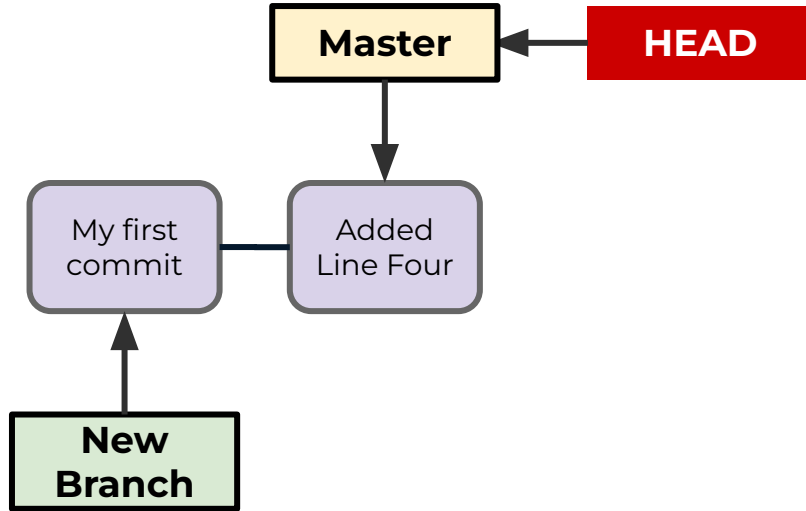 Master
HEAD
My first
commit
Added
Line Four
New
Branch